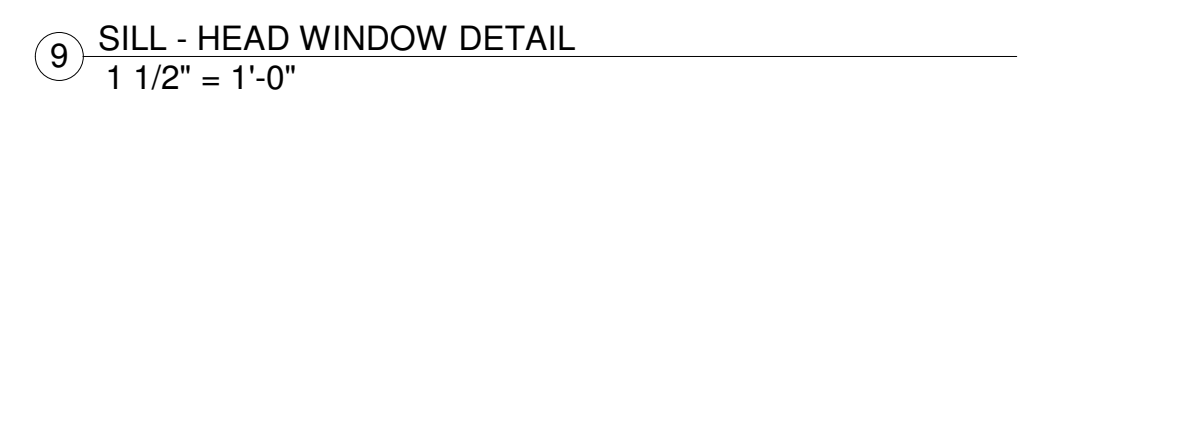 9
SILL - HEAD WINDOW DETAIL
1 1/2" = 1'-0"